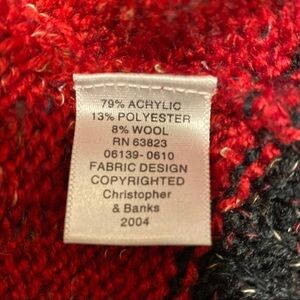 79% ACRYLIC
13% POLYESTER
8% WOOL
RN 63823
06139-0610
FABRIC DESIGN
COPYRIGHTED
Christopher
& Banks
2004